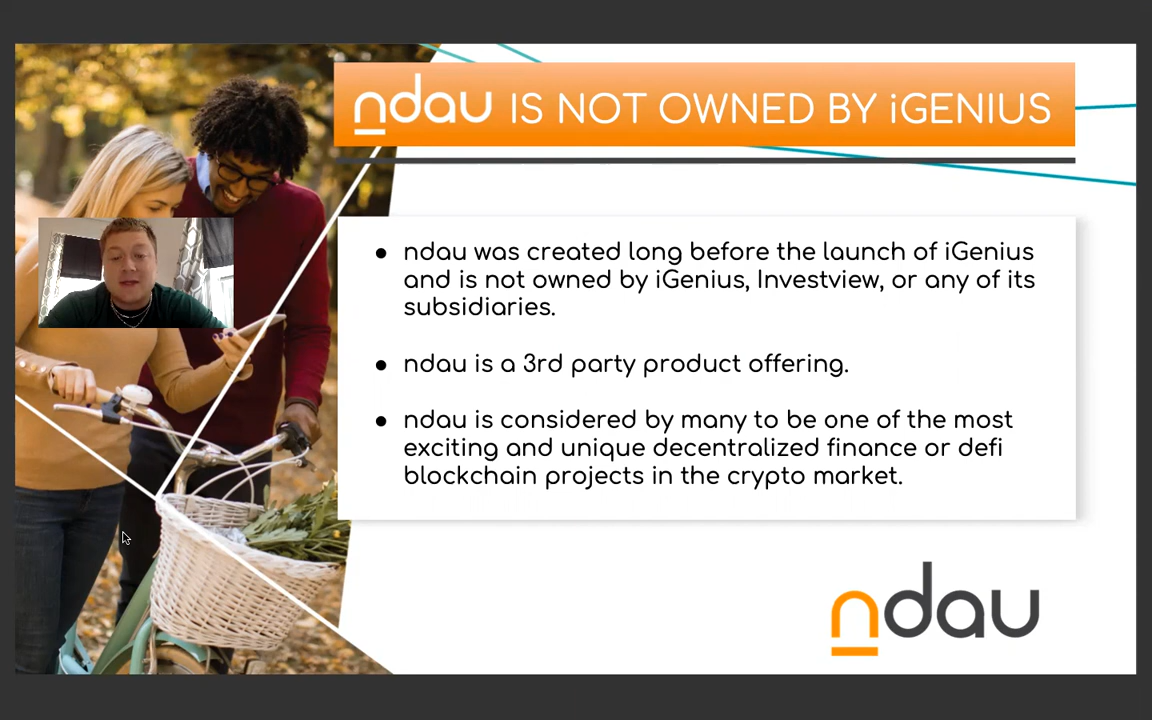 ndau IS NOT OWNED BY iGENIUS
● ndau was created long before the launch of iGenius
and is not owned by iGenius, Investview, or any of its
subsidiaries.
● ndau is a 3rd party product offering.
● ndau is considered by many to be one of the most
exciting and unique decentralized finance or defi
blockchain projects in the crypto market.
ndau